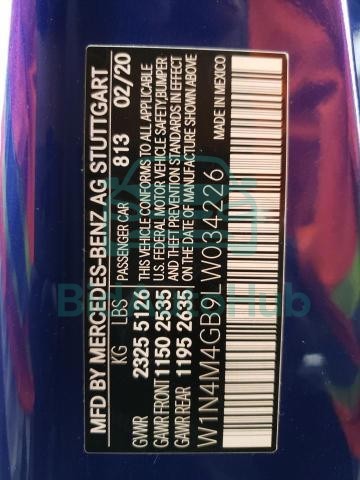 MFD BY MERCEDES-BENZ AG STUTTGART
813 02/20
KG LBS PASSENGER CAR
GVWR 2325 5126
GAWR FRONT 1150 2535
GAWR REAR 1195 2635
THIS VEHICLE CONFORMS TO ALL APPLICABLE
U.S. FEDERAL MOTOR VEHICLE SAFETY,BUMPER,
AND THEFT PREVENTION STANDARDS IN EFFECT
ON THE DATE OF MANUFACTURE SHOWN ABOVE
W1N4M4GB9LW034226
MADE IN MEXICO